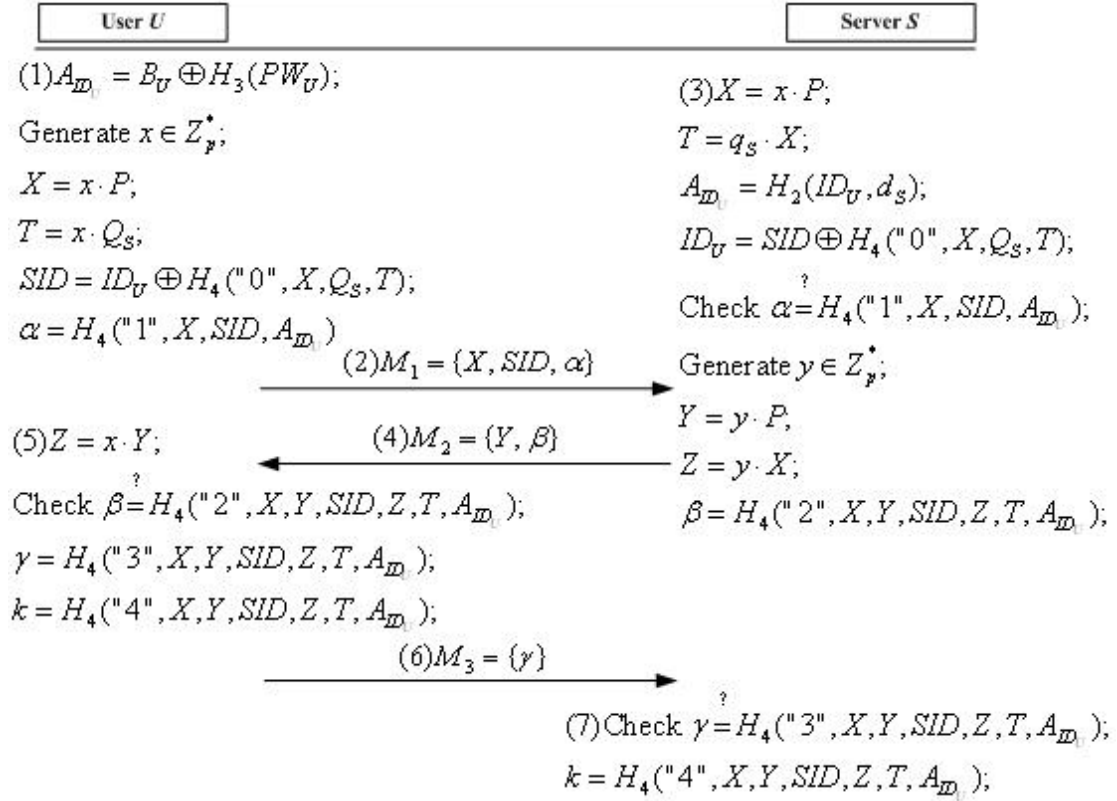 User U
Server S
(1)A_{ID_U} = B_U ⊕ H_3(PW_U);
Generate x ∈ Z_p^*;
X = x · P;
T = x · Q_S;
SID = ID_U ⊕ H_4("0", X, Q_S, T);
α = H_4("1", X, SID, A_{ID_U})
(3)X = x · P;
T = q_S · X;
A_{ID_U} = H_2(ID_U, d_S);
ID_U = SID ⊕ H_4("0", X, Q_S, T);
Check α ?= H_4("1", X, SID, A_{ID_U});
Generate y ∈ Z_p^*;
Y = y · P;
Z = y · X;
β = H_4("2", X, Y, SID, Z, T, A_{ID_U});
(2)M_1 = {X, SID, α}
(4)M_2 = {Y, β}
(5)Z = x · Y;
Check β ?= H_4("2", X, Y, SID, Z, T, A_{ID_U});
γ = H_4("3", X, Y, SID, Z, T, A_{ID_U});
k = H_4("4", X, Y, SID, Z, T, A_{ID_U});
(6)M_3 = {γ}
(7)Check γ ?= H_4("3", X, Y, SID, Z, T, A_{ID_U});
k = H_4("4", X, Y, SID, Z, T, A_{ID_U});